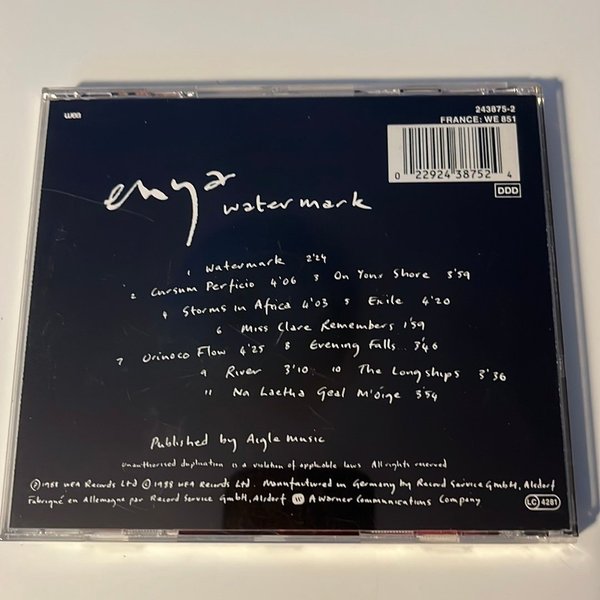 wea
243875-2
FRANCE: WE 851
0 22924 38752 4
DDD
enya
watermark
1 Watermark 2'24
2 Cursum Perficio 4'06 3 On Your Shore 3'59
4 Storms in Africa 4'03 5 Exile 4'20
6 Miss Clare Remembers 1'59
7 Orinoco Flow 4'25 8 Evening Falls.. 3'46
9 River 3'10 10 The Longships 3'36
11 Na Laetha Geal M'óige 3'54
Published by Aigle Music
Unauthorised duplication is a violation of applicable laws. All rights reserved
℗ 1988 WEA Records Ltd © 1988 WEA Records Ltd. Manufactured in Germany by Record Service GmbH, Alsdorf
Fabriqué en Allemagne par Record Service GmbH, Alsdorf A Warner Communications Company
LC 4281